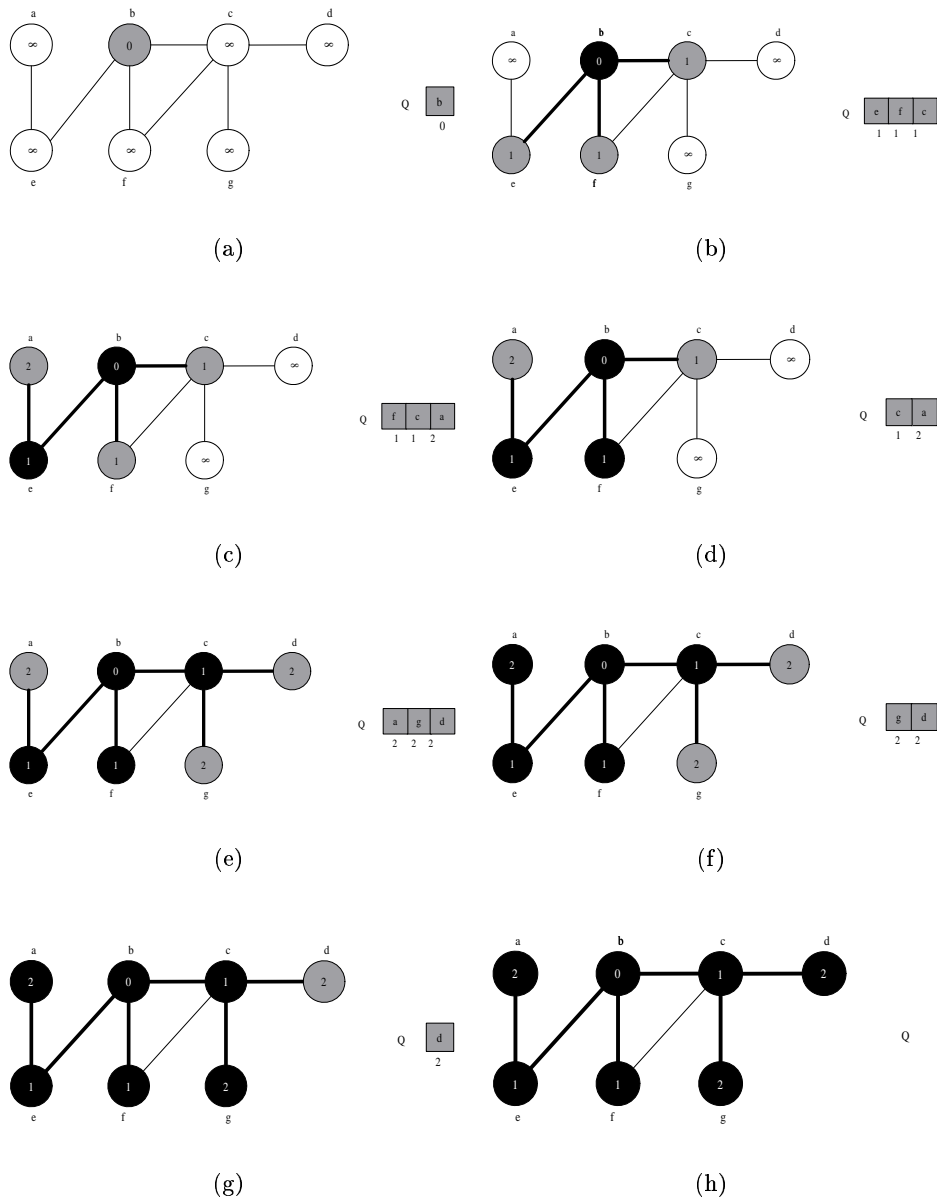 a b c d
∞ 0 ∞ ∞
Q b
0
∞ ∞ ∞
e f g
(a)
a b c d
∞ 0 1 ∞
Q e f c
1 1 1
1 1 ∞
e f g
(b)
a b c d
2 0 1 ∞
Q f c a
1 1 2
1 1 ∞
e f g
(c)
a b c d
2 0 1 ∞
Q c a
1 2
1 1 ∞
e f g
(d)
a b c d
2 0 1 2
Q a g d
2 2 2
1 1 2
e f g
(e)
a b c d
2 0 1 2
Q g d
2 2
1 1 2
e f g
(f)
a b c d
2 0 1 2
Q d
2
1 1 2
e f g
(g)
a b c d
2 0 1 2
Q
1 1 2
e f g
(h)